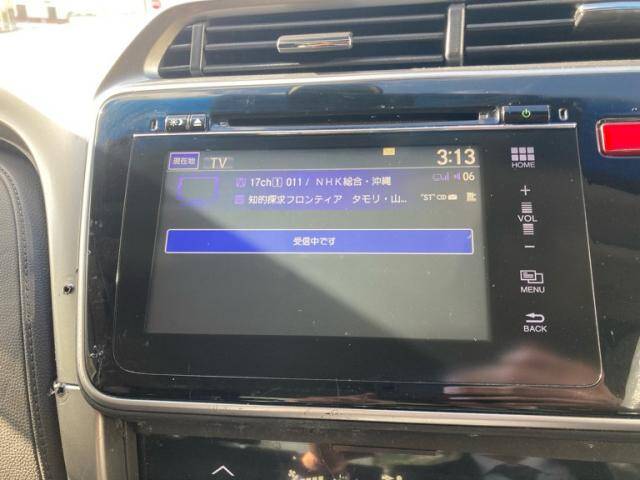 現在地 TV 3:13
17ch1 011/ NHK総合・沖縄 06
知的探求フロンティア タモリ・山... "ST"
受信中です
HOME
+
VOL
-
MENU
BACK